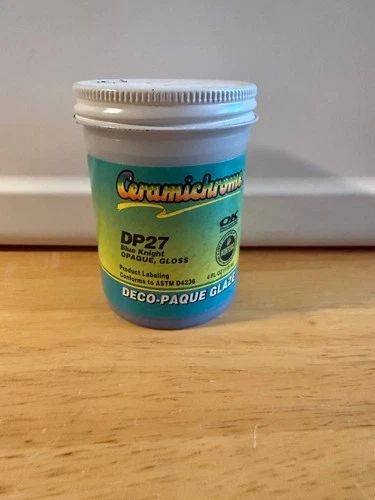 Ceramichrome
OK
DP27
Blue Knight
OPAQUE, GLOSS
Product Labeling
Conforms to ASTM D4236
4 FL OZ
DECO-PAQUE GLAZE